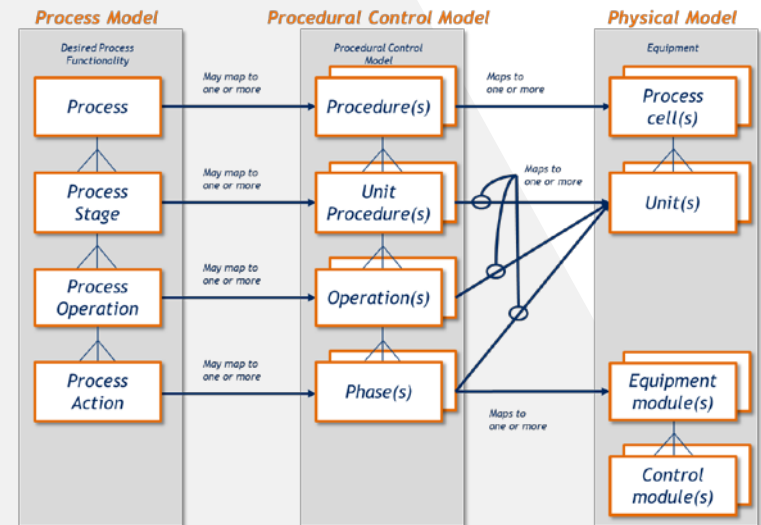 Process Model
Procedural Control Model
Physical Model
Desired Process
Functionality
Procedural Control
Model
Equipment
Process
May map to
one or more
Procedure(s)
Maps to
one or more
Process
cell(s)
Process
Stage
May map to
one or more
Unit
Procedure(s)
Maps to
one or more
Unit(s)
Process
Operation
May map to
one or more
Operation(s)
Process
Action
May map to
one or more
Phase(s)
Maps to
one or more
Equipment
module(s)
Control
module(s)